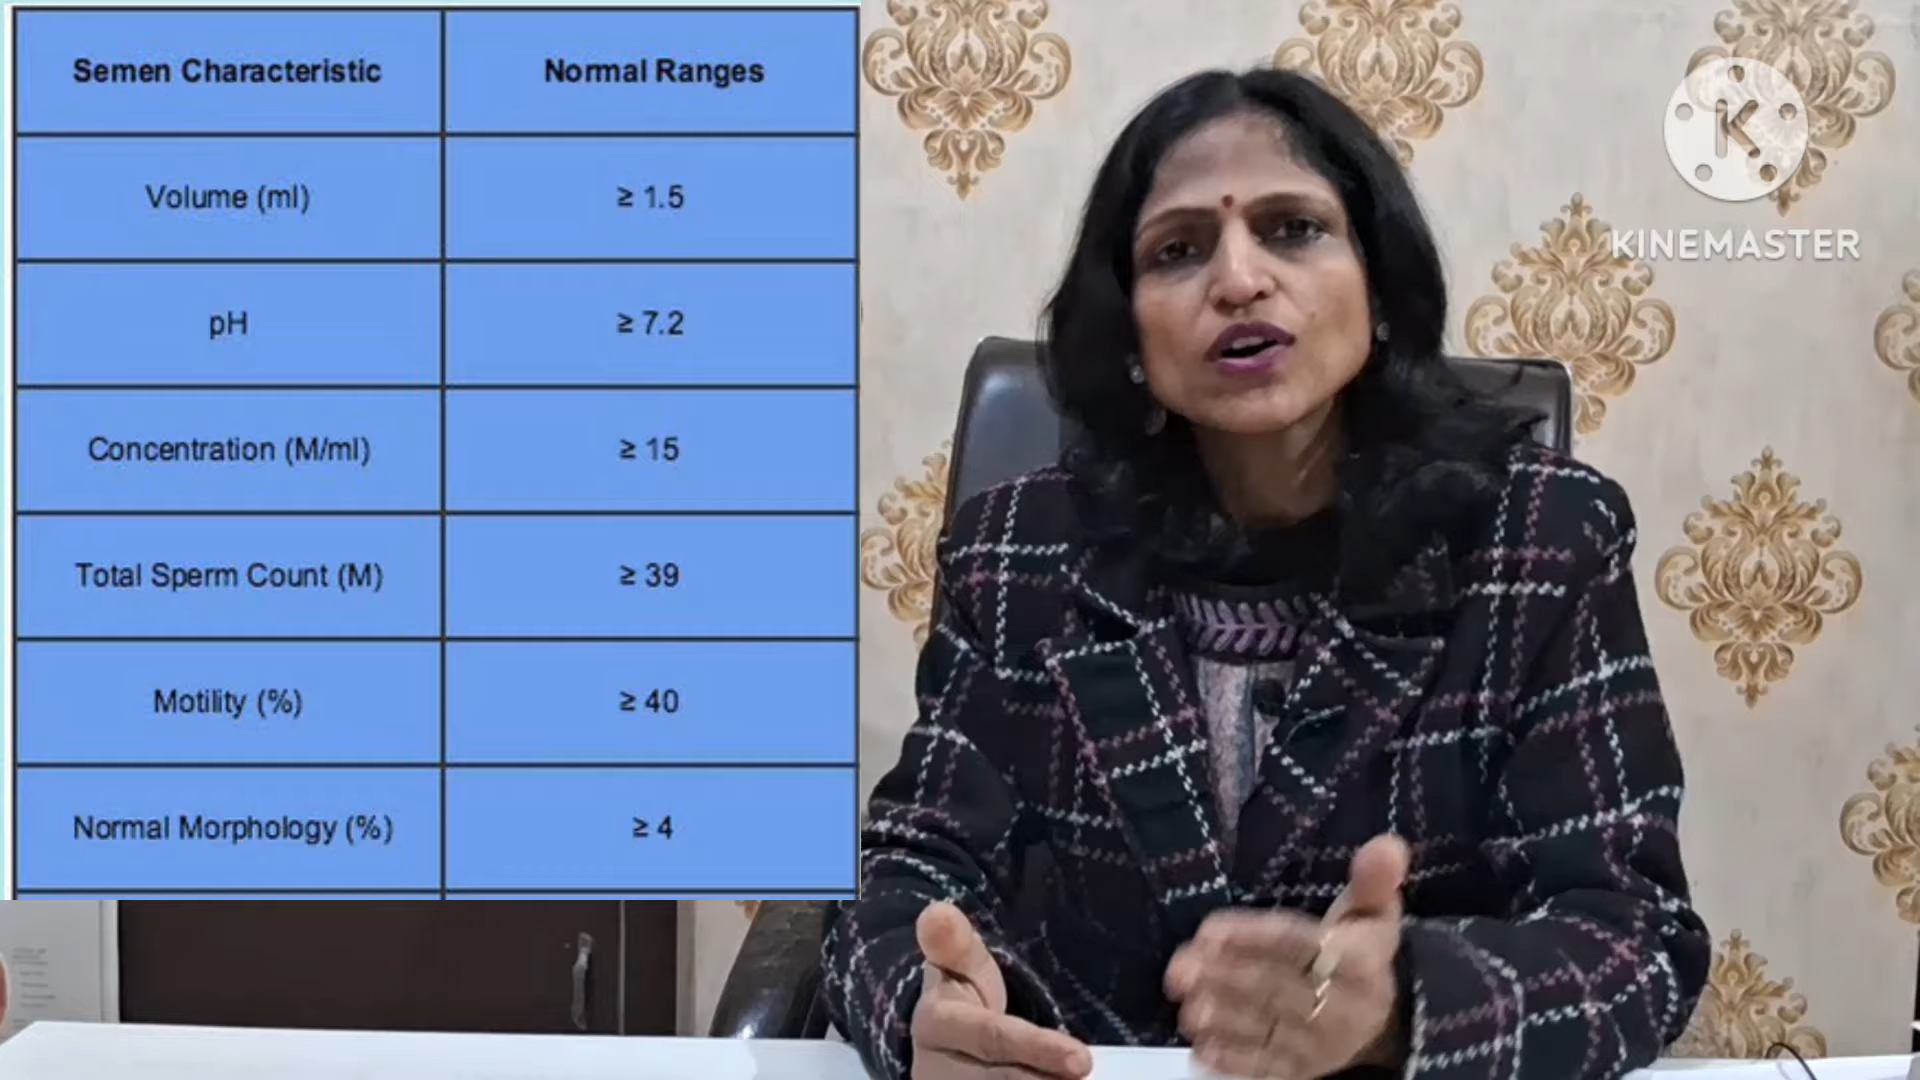 Semen Characteristic Normal Ranges
Volume (ml) ≥ 1.5
pH ≥ 7.2
Concentration (M/ml) ≥ 15
Total Sperm Count (M) ≥ 39
Motility (%) ≥ 40
Normal Morphology (%) ≥ 4
K
KINEMASTER